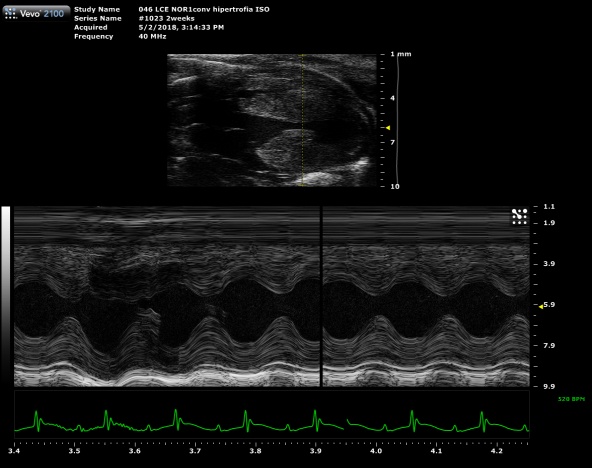 Vevo 2100
Study Name 046 LCE NOR1conv hipertrofia ISO
Series Name #1023 2weeks
Acquired 5/2/2018, 3:14:33 PM
Frequency 40 MHz
1 mm
4
7
10
1.1
1.9
3.9
5.9
7.9
9.9
520 BPM
3.4 3.5 3.6 3.7 3.8 3.9 4.0 4.1 4.2